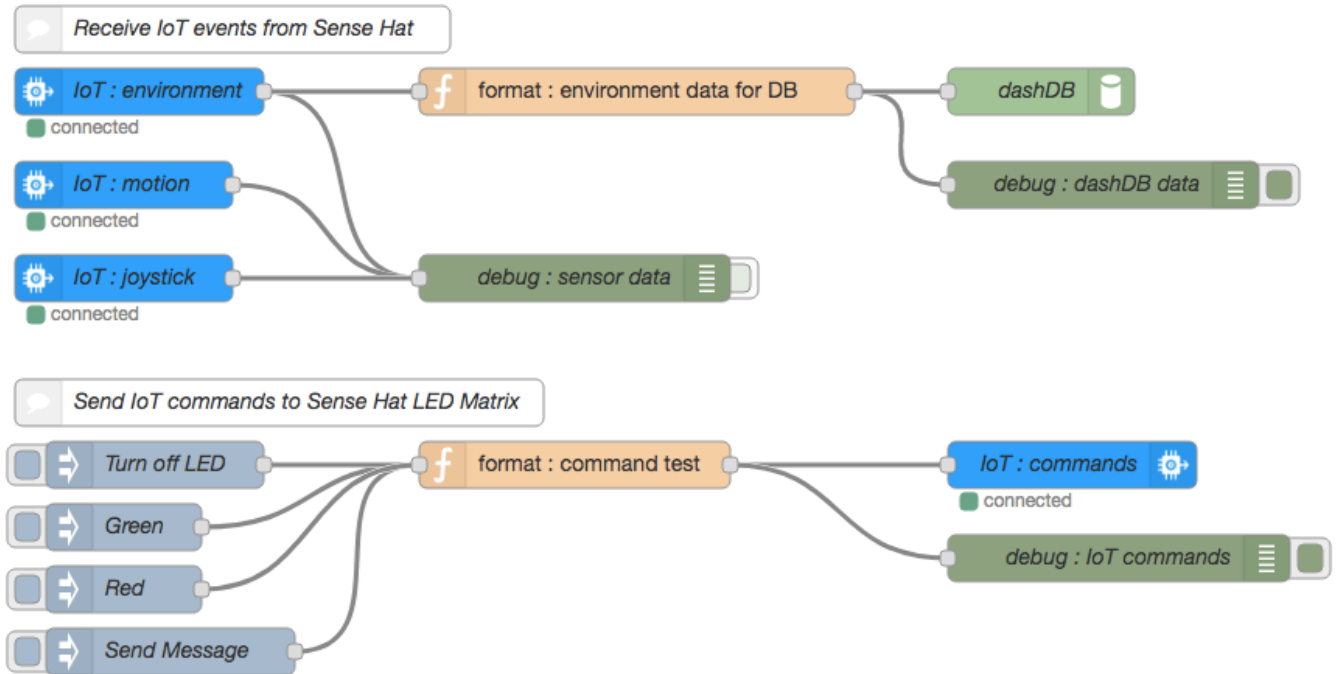 Receive IoT events from Sense Hat
IoT : environment
format : environment data for DB
dashDB
connected
IoT : motion
debug : dashDB data
connected
IoT : joystick
debug : sensor data
connected
Send IoT commands to Sense Hat LED Matrix
Turn off LED
format : command test
IoT : commands
connected
Green
debug : IoT commands
Red
Send Message